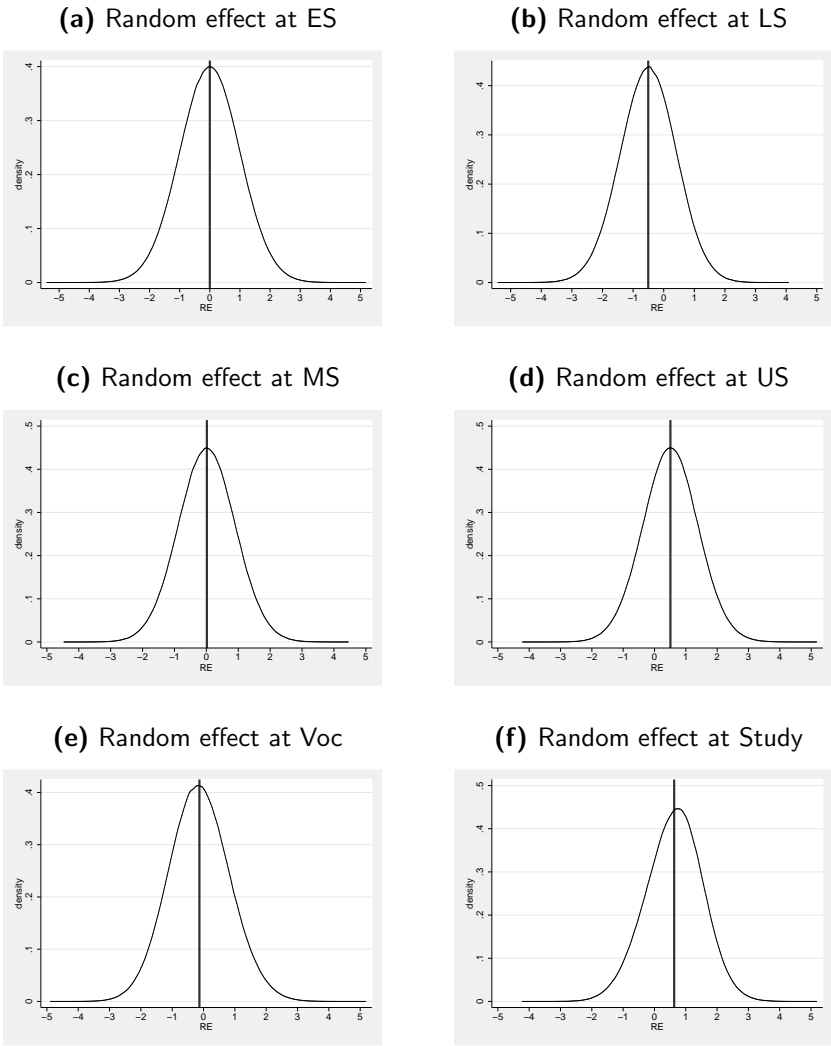 (a) Random effect at ES
(b) Random effect at LS
density
0 .1 .2 .3 .4
−5 −4 −3 −2 −1 0 1 2 3 4 5
RE
density
0 .1 .2 .3 .4
−5 −4 −3 −2 −1 0 1 2 3 4 5
RE
(c) Random effect at MS
(d) Random effect at US
density
0 .1 .2 .3 .4 .5
−5 −4 −3 −2 −1 0 1 2 3 4 5
RE
density
0 .1 .2 .3 .4 .5
−5 −4 −3 −2 −1 0 1 2 3 4 5
RE
(e) Random effect at Voc
(f) Random effect at Study
density
0 .1 .2 .3 .4
−5 −4 −3 −2 −1 0 1 2 3 4 5
RE
density
0 .1 .2 .3 .4 .5
−5 −4 −3 −2 −1 0 1 2 3 4 5
RE